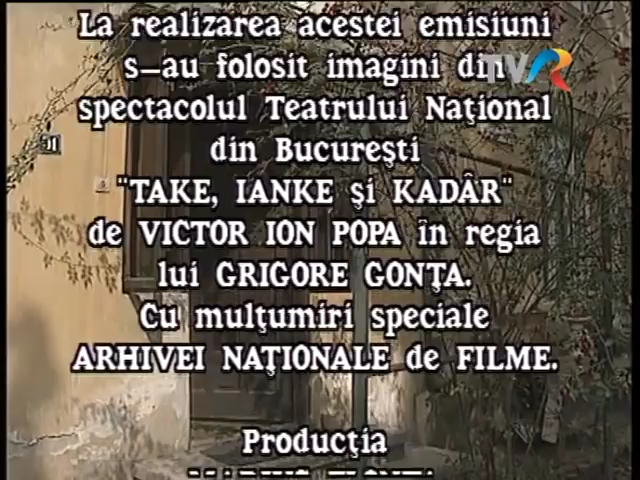 La realizarea acestei emisiuni
s-au folosit imagini din
TVR
spectacolul Teatrului Naţional
din Bucureşti
"TAKE, IANKE şi KADÂR"
de VICTOR ION POPA în regia
lui GRIGORE GONŢA.
Cu mulţumiri speciale
ARHIVEI NAŢIONALE de FILME.
Producţia